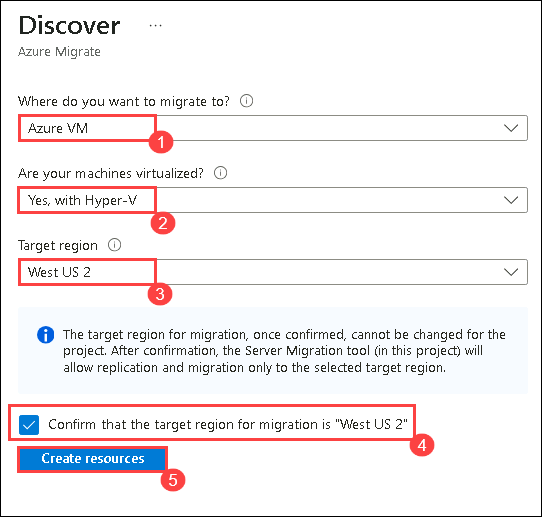 Discover ...
Azure Migrate
Where do you want to migrate to?
Azure VM
1
Are your machines virtualized?
Yes, with Hyper-V
2
Target region
West US 2
3
The target region for migration, once confirmed, cannot be changed for the
project. After confirmation, the Server Migration tool (in this project) will
allow replication and migration only to the selected target region.
Confirm that the target region for migration is "West US 2"
4
Create resources
5